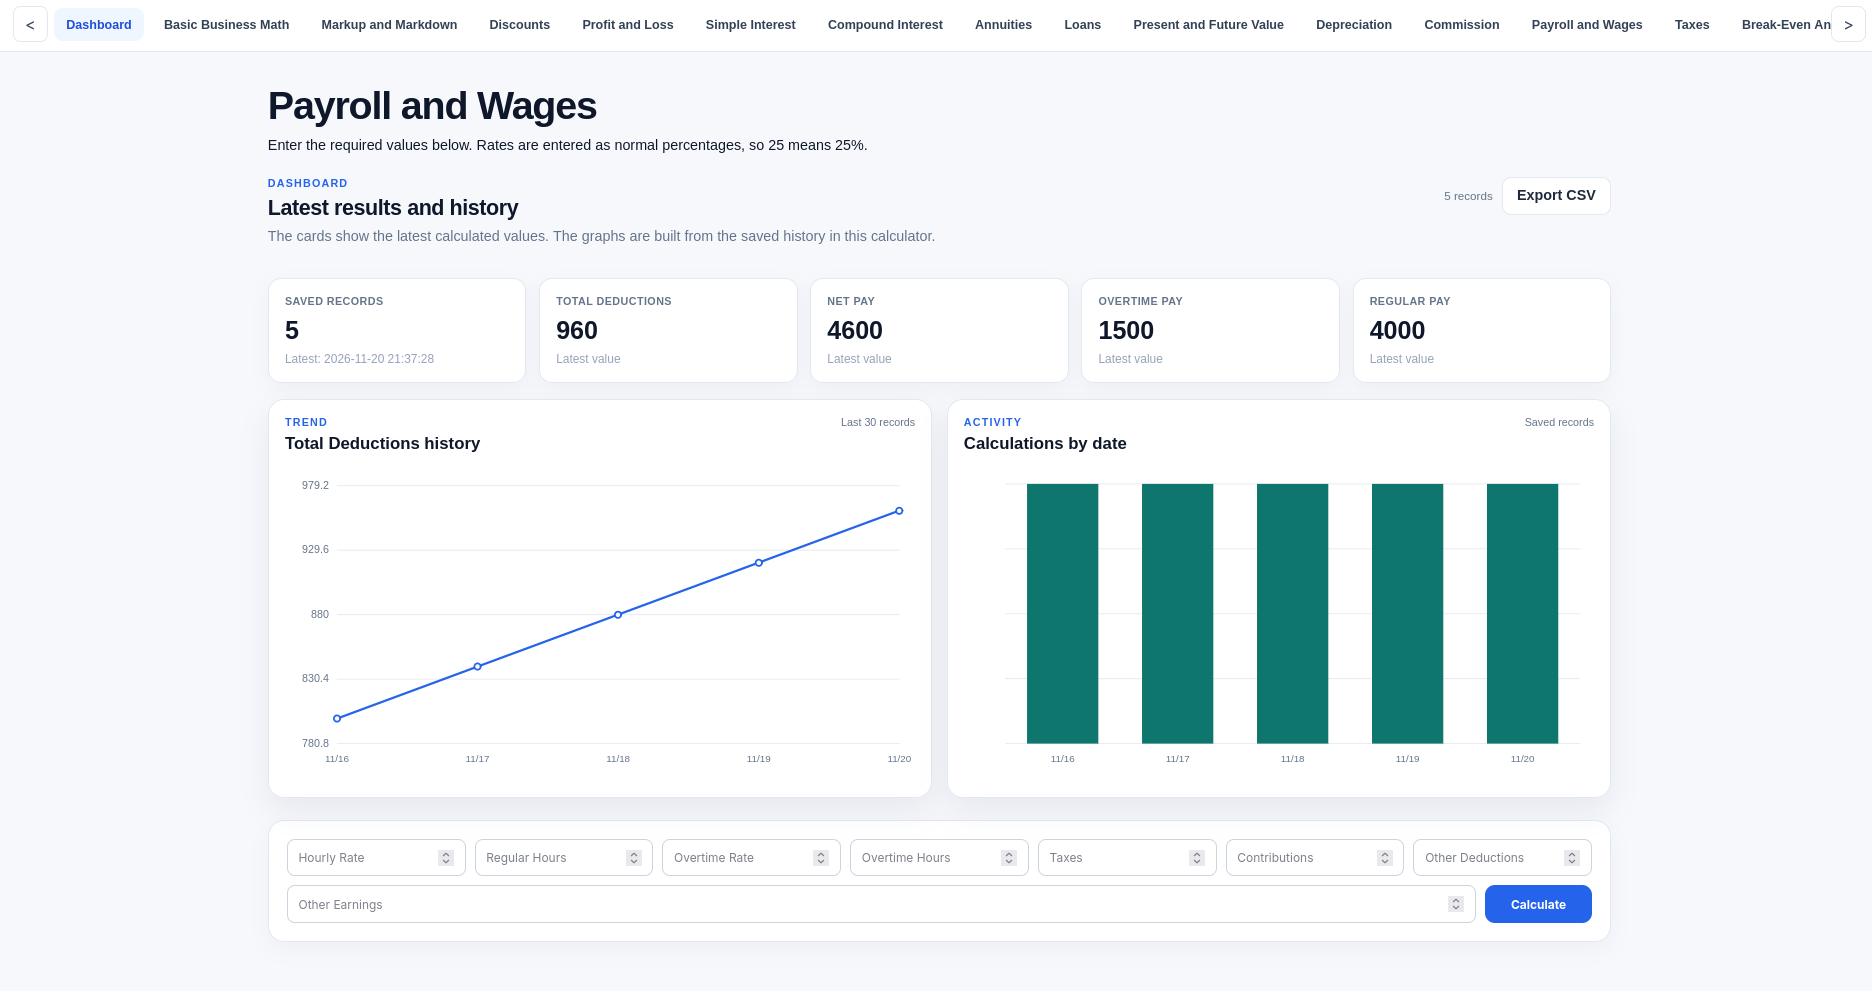 <
Dashboard
Basic Business Math
Markup and Markdown
Discounts
Profit and Loss
Simple Interest
Compound Interest
Annuities
Loans
Present and Future Value
Depreciation
Commission
Payroll and Wages
Taxes
Break-Even An
>
Payroll and Wages
Enter the required values below. Rates are entered as normal percentages, so 25 means 25%.
DASHBOARD
Latest results and history
The cards show the latest calculated values. The graphs are built from the saved history in this calculator.
5 records
Export CSV
SAVED RECORDS
5
Latest: 2026-11-20 21:37:28
TOTAL DEDUCTIONS
960
Latest value
NET PAY
4600
Latest value
OVERTIME PAY
1500
Latest value
REGULAR PAY
4000
Latest value
TREND
Last 30 records
Total Deductions history
979.2
929.6
880
830.4
780.8
11/16
11/17
11/18
11/19
11/20
ACTIVITY
Saved records
Calculations by date
11/16
11/17
11/18
11/19
11/20
Hourly Rate
Regular Hours
Overtime Rate
Overtime Hours
Taxes
Contributions
Other Deductions
Other Earnings
Calculate